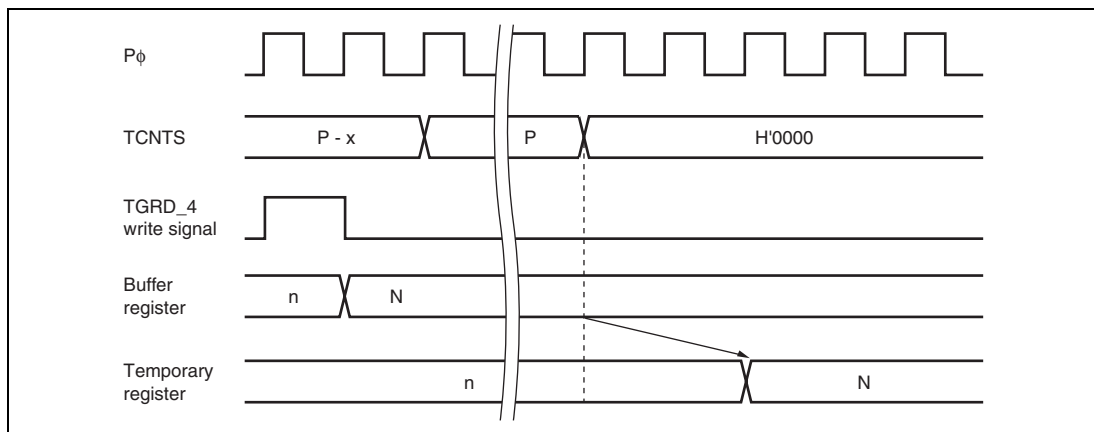 Pϕ
TCNTS
P - x
P
H'0000
TGRD_4
write signal
Buffer
register
n
N
Temporary
register
n
N